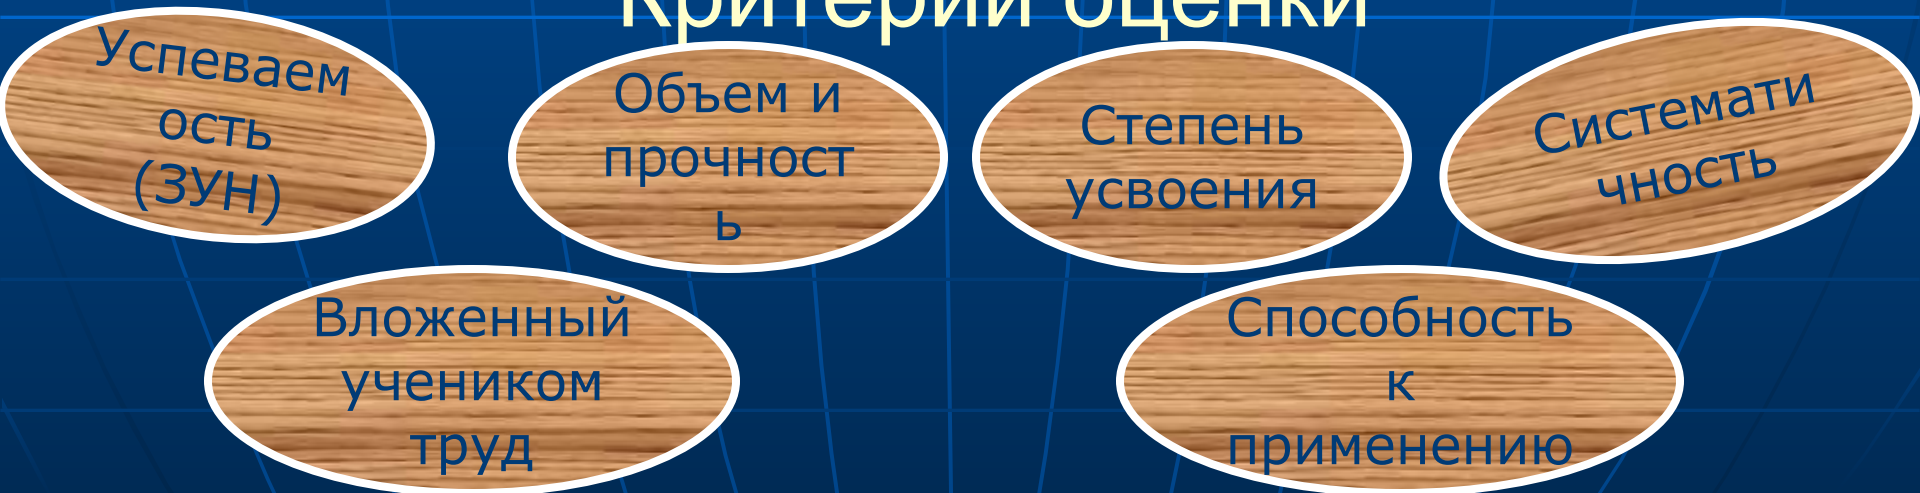 Критерии оценки
Успеваем
ость
(ЗУН)
Объем и
прочност
ь
Степень
усвоения
Системати
чность
Вложенный
учеником
труд
Способность
к
применению